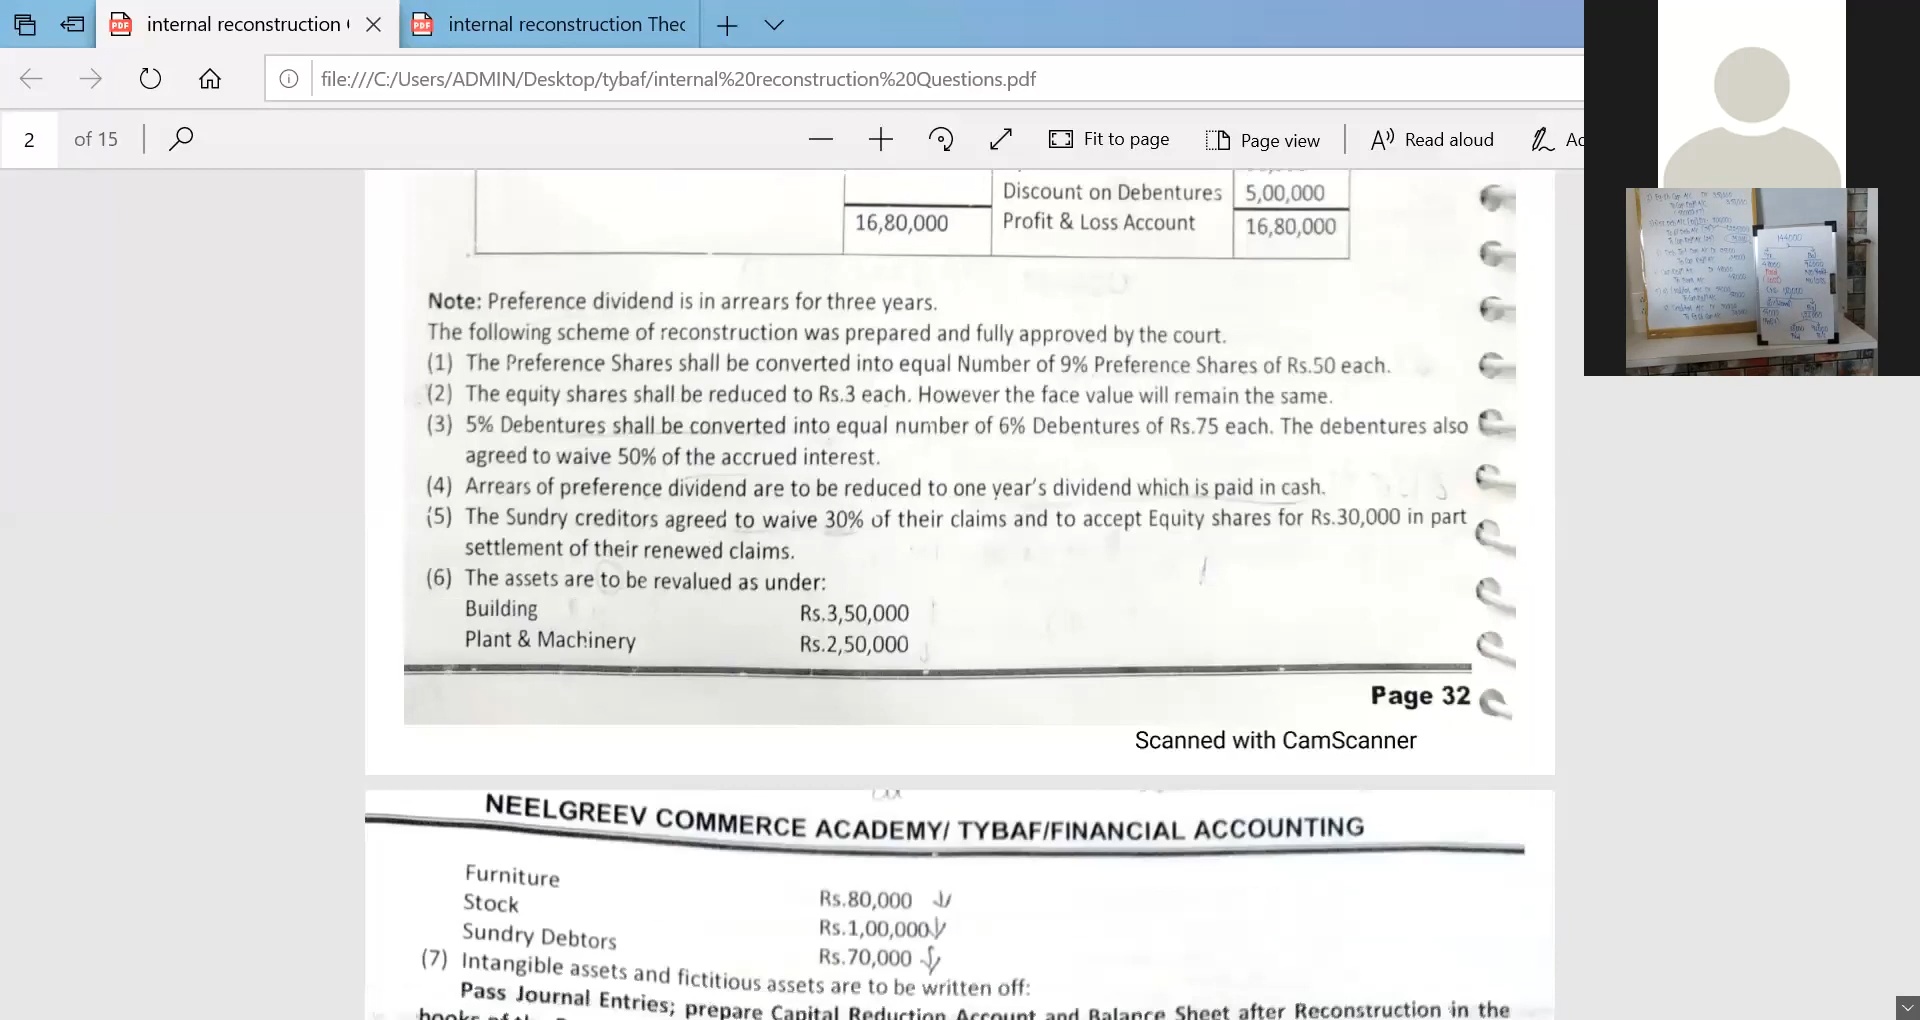 internal reconstruction
internal reconstruction Theo
file:///C:/Users/ADMIN/Desktop/tybaf/internal%20reconstruction%20Questions.pdf
2 of 15
Fit to page
Page view
Read aloud
Discount on Debentures 5,00,000
16,80,000 Profit & Loss Account 16,80,000
Note: Preference dividend is in arrears for three years.
The following scheme of reconstruction was prepared and fully approved by the court.
(1) The Preference Shares shall be converted into equal Number of 9% Preference Shares of Rs.50 each.
(2) The equity shares shall be reduced to Rs.3 each. However the face value will remain the same.
(3) 5% Debentures shall be converted into equal number of 6% Debentures of Rs.75 each. The debentures also
agreed to waive 50% of the accrued interest.
(4) Arrears of preference dividend are to be reduced to one year's dividend which is paid in cash.
(5) The Sundry creditors agreed to waive 30% of their claims and to accept Equity shares for Rs.30,000 in part
settlement of their renewed claims.
(6) The assets are to be revalued as under:
Building Rs.3,50,000
Plant & Machinery Rs.2,50,000
Page 32
Scanned with CamScanner
NEELGREEV COMMERCE ACADEMY/ TYBAF/FINANCIAL ACCOUNTING
Furniture Rs.80,000
Stock Rs.1,00,000
Sundry Debtors Rs.70,000
(7) Intangible assets and fictitious assets are to be written off:
Pass Journal Entries; prepare Capital Reduction Account and Balance Sheet after Reconstruction in the
144000